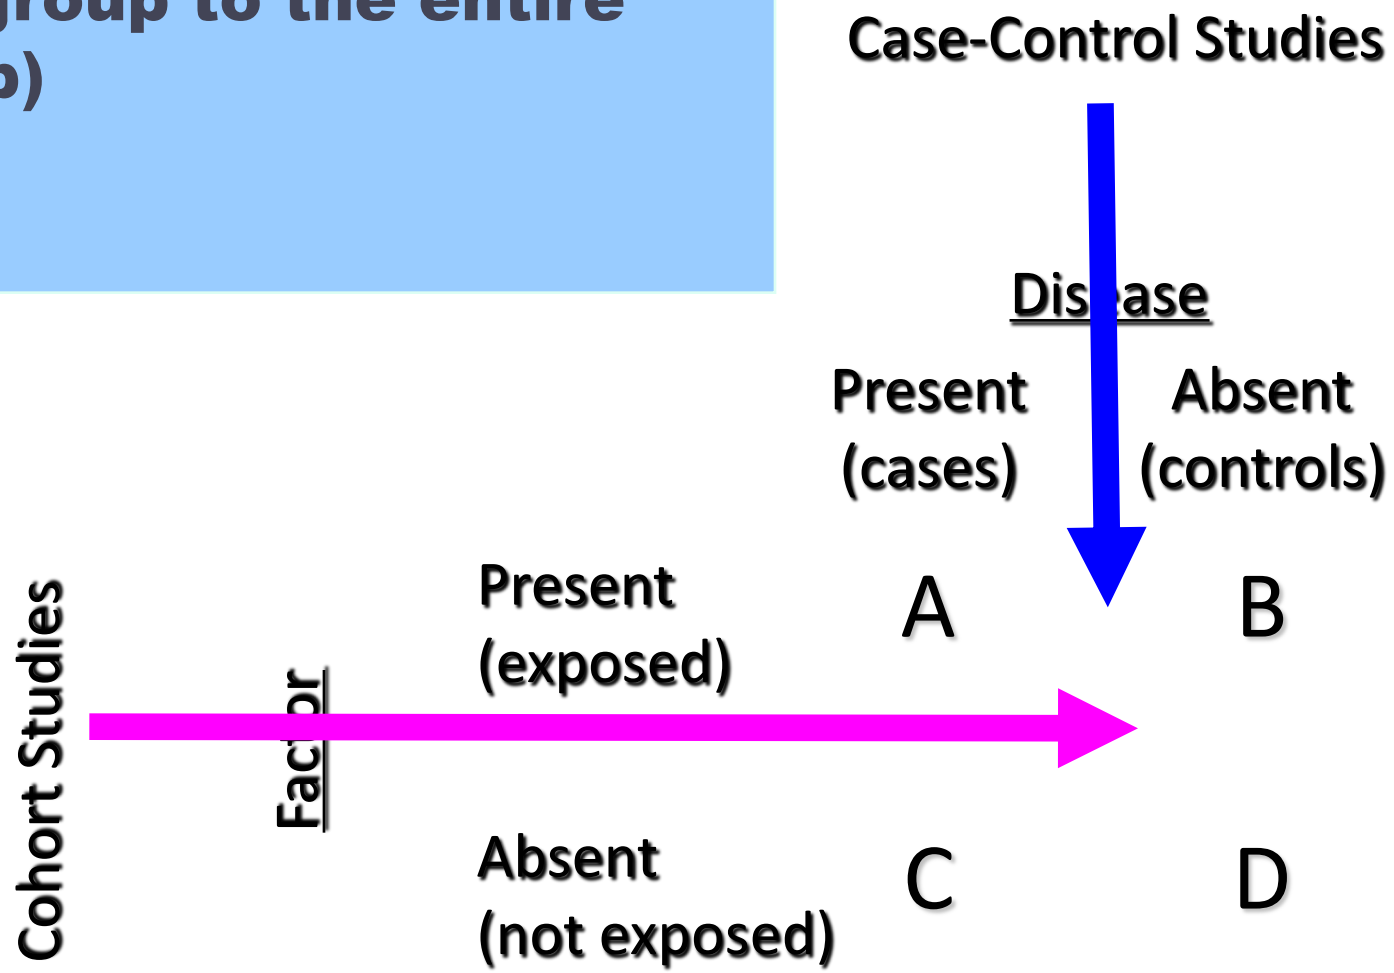 group to the entire
p)
Case-Control Studies
Disease
Present
(cases)
Absent
(controls)
Cohort Studies
Factor
Present
(exposed)
A
B
Absent
(not exposed)
C
D